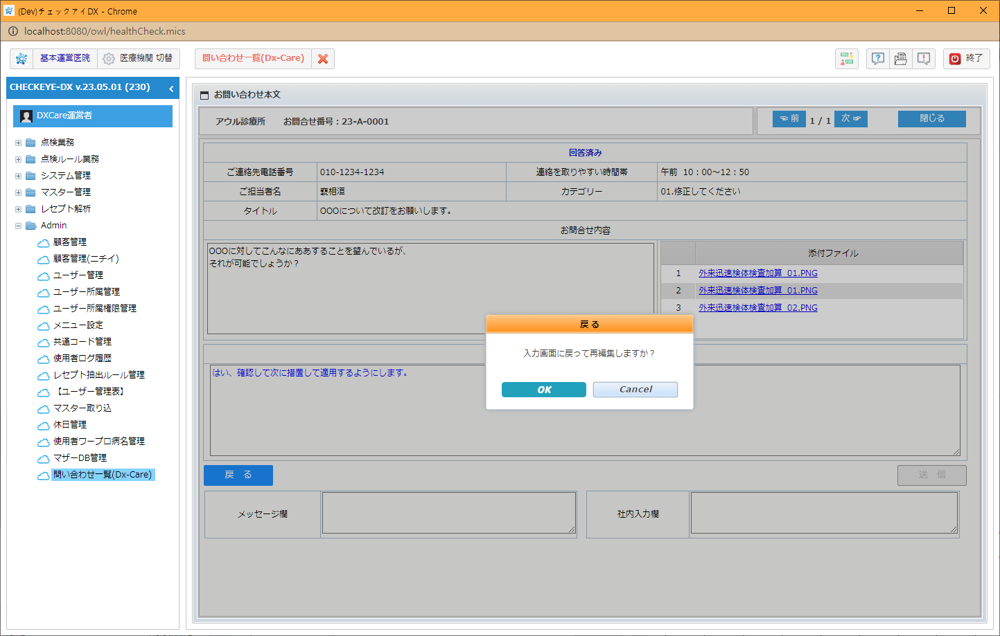 (Dev)チェックアイDX - Chrome
localhost:8080/owl/healthCheck.mics
基本運営医院
医療機関 切替
問い合わせ一覧(Dx-Care)
終了
CHECKEYE-DX v.23.05.01 (230)
DXCare運営者
点検業務
点検ルール業務
システム管理
マスター管理
レセプト解析
Admin
顧客管理
顧客管理(ニチイ)
ユーザー管理
ユーザー所属管理
ユーザー所属権限管理
メニュー設定
共通コード管理
使用者ログ履歴
レセプト抽出ルール管理
【ユーザー管理表】
マスター取り込
休日管理
使用者ワープロ病名管理
マザーDB管理
問い合わせ一覧(Dx-Care)
お問い合わせ本文
アウル診療所 お問合せ番号：23-A-0001
前
1 / 1
次
閉じる
回答済み
ご連絡先電話番号 010-1234-1234 連絡を取りやすい時間帯 午前 10：00～12：50
ご担当者名 裵相洹 カテゴリー 01.修正してください
タイトル OOOについて改訂をお願いします。
お問合せ内容
OOOに対してこんなにああすることを望んでいるが、
それが可能でしょうか？
添付ファイル
1 外来迅速検体検査加算_01.PNG
2 外来迅速検体検査加算_01.PNG
3 外来迅速検体検査加算_02.PNG
戻る
入力画面に戻って再編集しますか？
OK
Cancel
はい、確認して次に措置して適用するようにします。
戻 る
送 信
メッセージ欄
社内入力欄